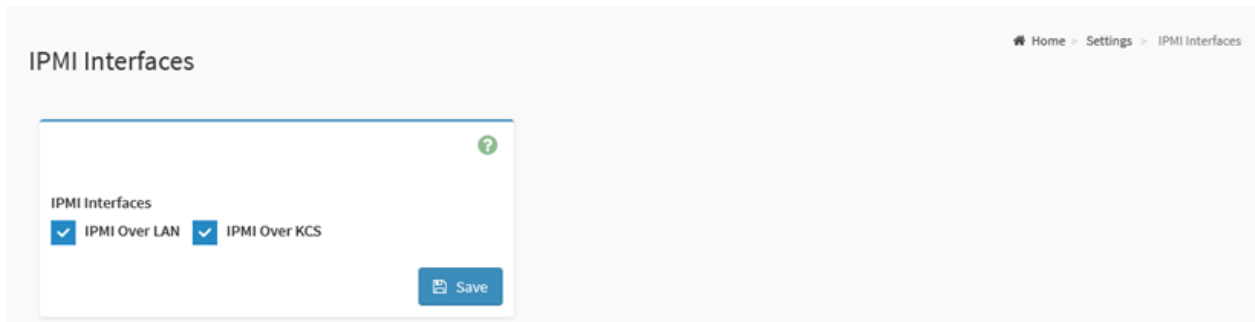 Home > Settings > IPMI Interfaces
IPMI Interfaces
IPMI Interfaces
IPMI Over LAN IPMI Over KCS
Save